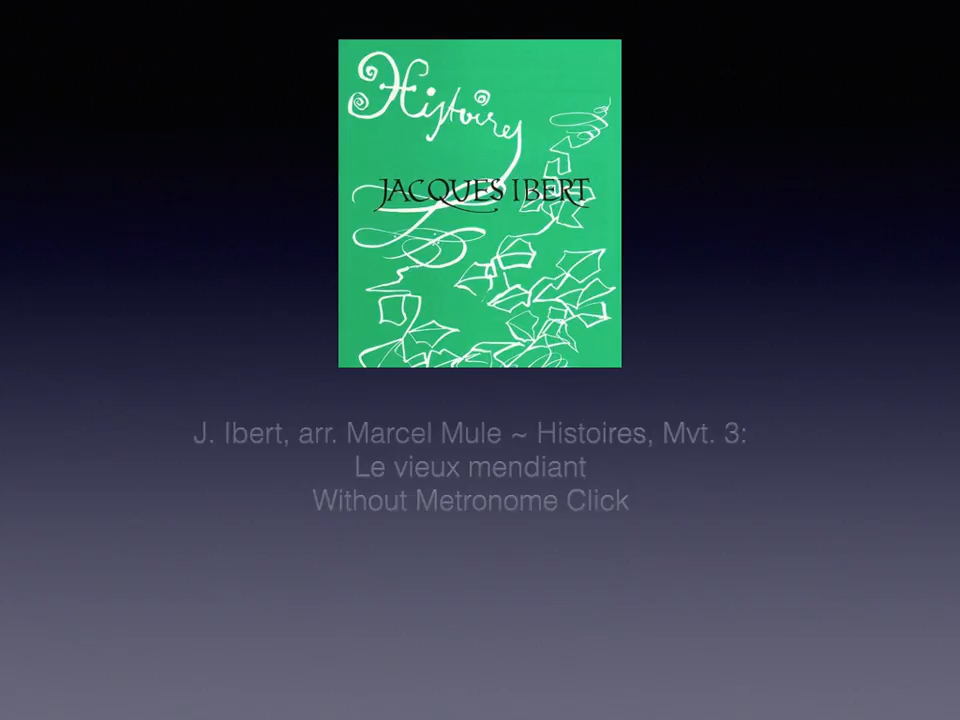 Histoires
JACQUES IBERT
J. Ibert, arr. Marcel Mule ~ Histoires, Mvt. 3:
Le vieux mendiant
Without Metronome Click